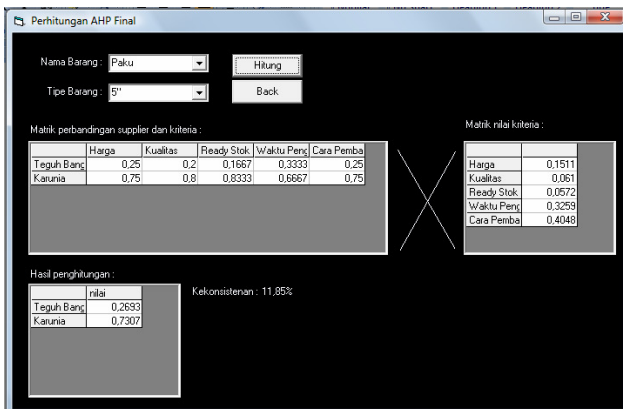 Perhitungan AHP Final
Nama Barang : Paku Hitung
Tipe Barang : 5" Back
Matrik perbandingan supplier dan kriteria :
Harga Kualitas Ready Stok Waktu Peng Cara Pemba
Teguh Bang 0,25 0,2 0,1667 0,3333 0,25
Karunia 0,75 0,8 0,8333 0,6667 0,75
Matrik nilai kriteria :
Harga 0,1511
Kualitas 0,061
Ready Stok 0,0572
Waktu Peng 0,3259
Cara Pemba 0,4048
Hasil penghitungan :
nilai
Teguh Bang 0,2693
Karunia 0,7307
Kekonsistenan : 11,85%